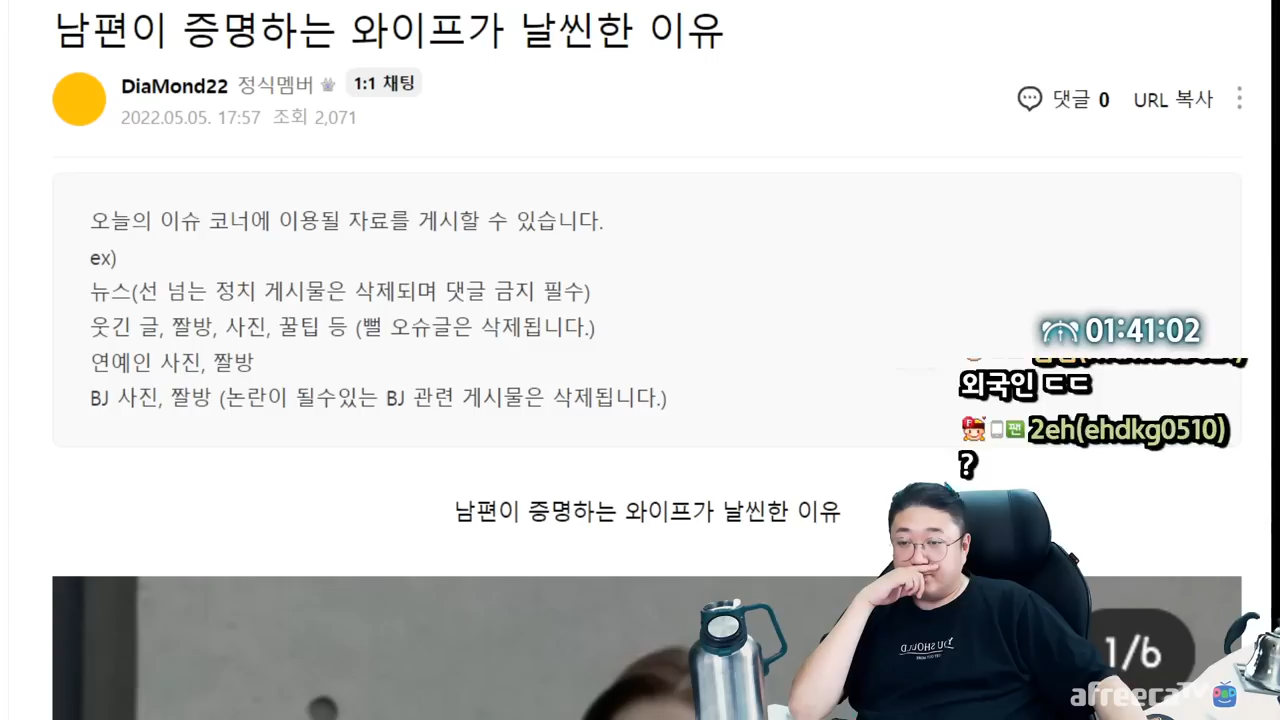 남편이 증명하는 와이프가 날씬한 이유
DiaMond22 정식멤버 1:1 채팅
2022.05.05. 17:57 조회 2,071
댓글 0 URL 복사
오늘의 이슈 코너에 이용될 자료를 게시할 수 있습니다.
ex)
뉴스(선 넘는 정치 게시물은 삭제되며 댓글 금지 필수)
웃긴 글, 짤방, 사진, 꿀팁 등 (뻘 오슈글은 삭제됩니다.)
연예인 사진, 짤방
BJ 사진, 짤방 (논란이 될수있는 BJ 관련 게시물은 삭제됩니다.)
01:41:02
외국인 ㄷㄷ
팬 2eh(ehdkg0510)
?
남편이 증명하는 와이프가 날씬한 이유
1/6
afreecaTV